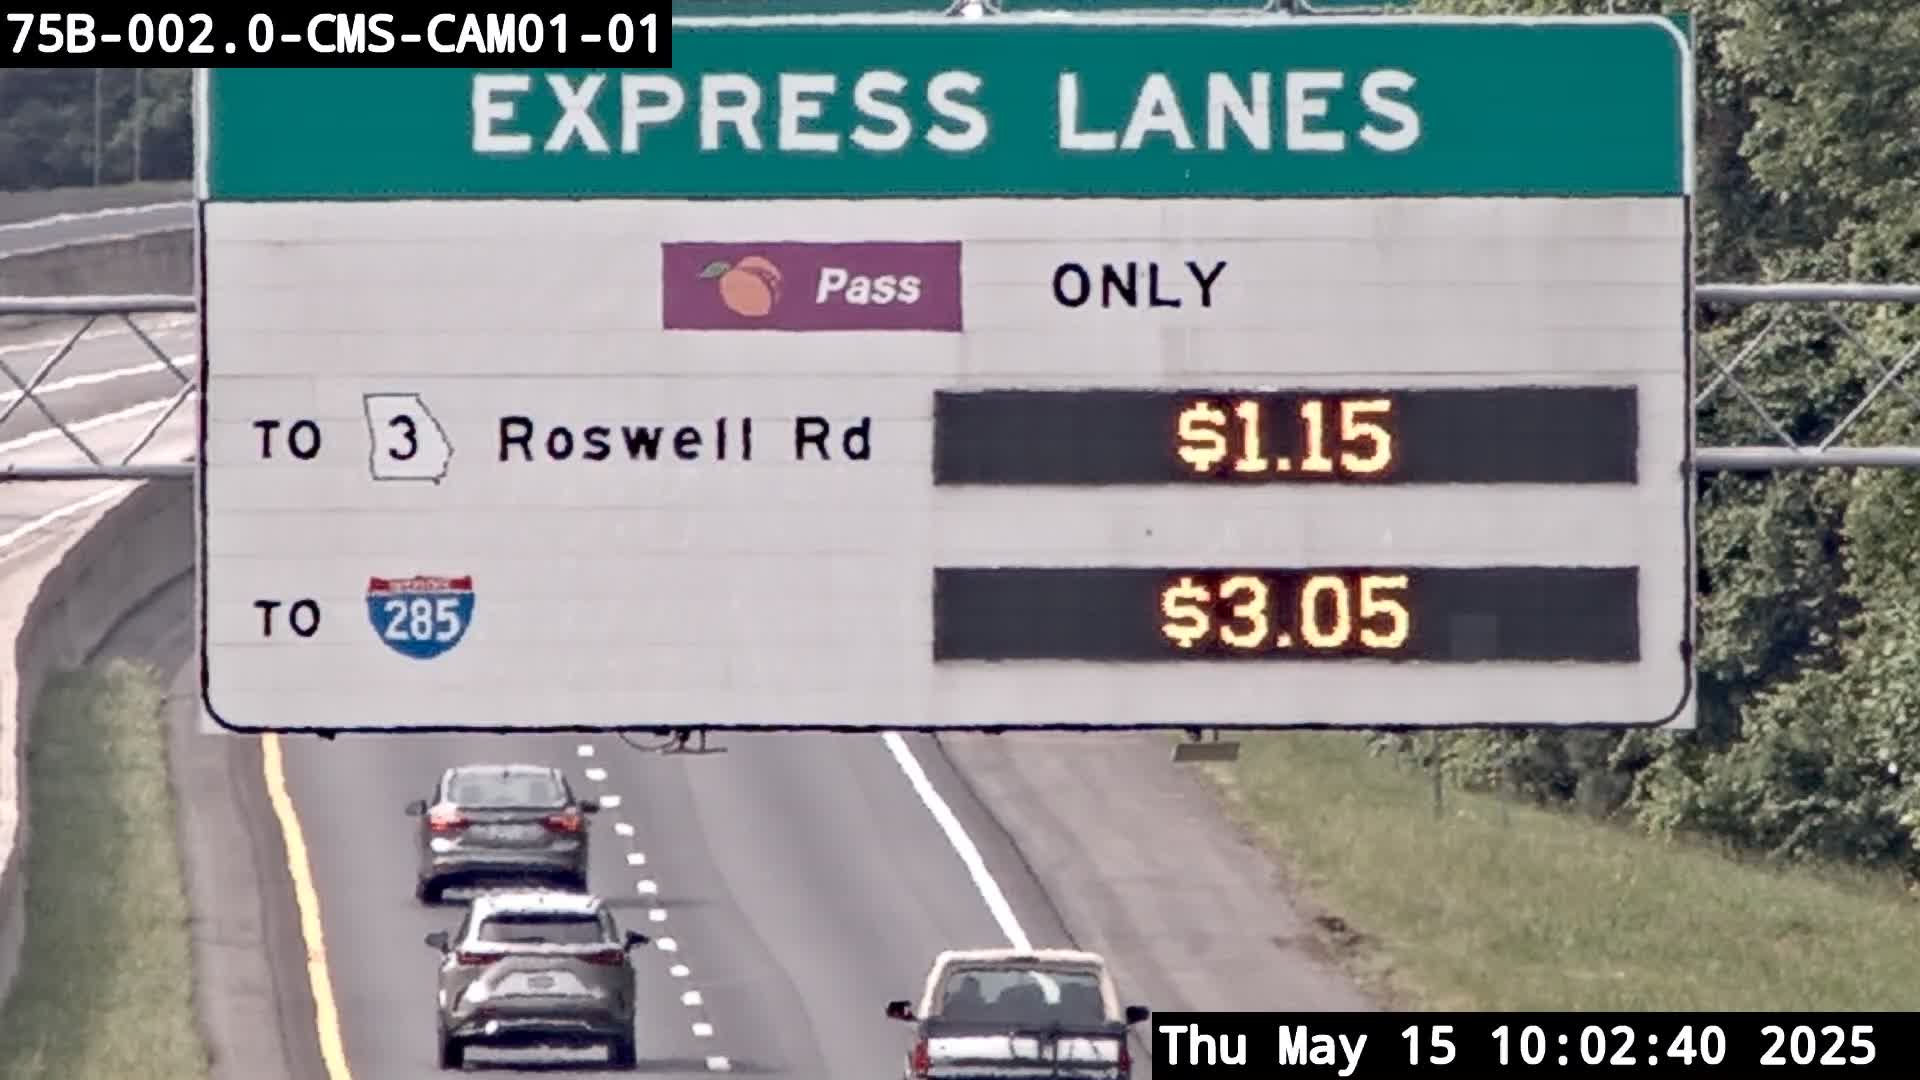 75B-002.0-CMS-CAM01-01
EXPRESS LANES
Pass ONLY
TO 3 Roswell Rd $1.15
TO 285 $3.05
Thu May 15 10:02:40 2025